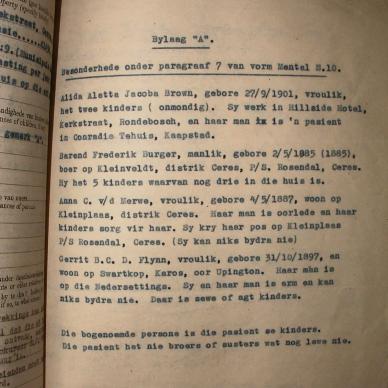 Bylaag "A".
Besonderhede onder paragraaf 7 van vorm Mental S.10.
Alida Aletta Jacoba Brown, gebore 27/9/1901, vroulik,
het twee kinders ( onmondig). Sy werk in Hillside Hotel,
Kerkstraat, Rondebosch, en haar man is 'n pasient
in Conradie Tehuis, Kaapstad.
Barend Frederik Burger, manlik, gebore 2/5/1985 (1885),
boer op Kleinveldt, distrik Ceres, P/S. Rosendal, Ceres.
Hy het 5 kinders waarvan nog drie in die huis is.
Anna C. v/d Merwe, vroulik, gebore 4/5/1887, woon op
Kleinplaas, distrik Ceres. Haar man is oorlede en haar
kinders sorg vir haar. Sy kry haar pos op Kleinplaas
P/S Rosendal, Ceres. (Sy kan niks bydra nie)
Gerrit B.C. D. Flynn, vroulik, gebore 31/10/1897, en
woon op Swartkop, Karos, oor Upington. Haar man is
op die Nedersettings. Sy en haar man is arm en kan
niks bydra nie. Daar is sewe of agt kinders.
Die bogenoemde persone is die pasient se kinders.
Die pasient het nie broers of susters wat nog lewe nie.